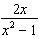 2x
x² − 1